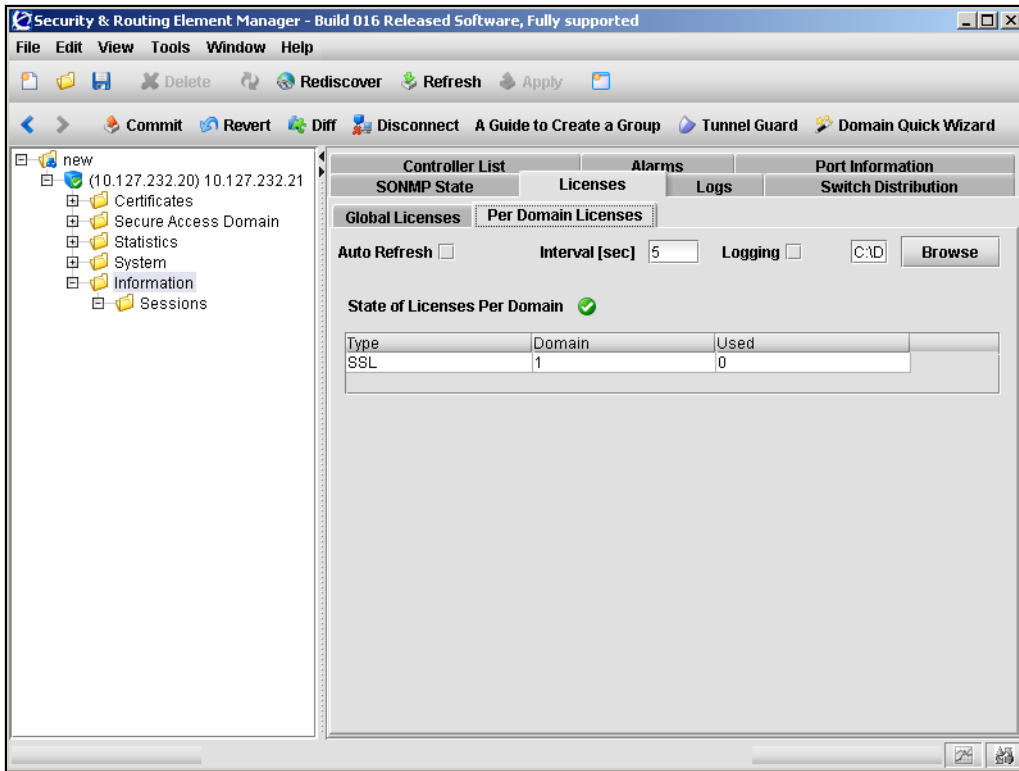 Security & Routing Element Manager - Build 016 Released Software, Fully supported
File Edit View Tools Window Help
Delete Rediscover Refresh Apply
Commit Revert Diff Disconnect A Guide to Create a Group Tunnel Guard Domain Quick Wizard
new
(10.127.232.20) 10.127.232.21
Certificates
Secure Access Domain
Statistics
System
Information
Sessions
Controller List Alarms Port Information
SONMP State Licenses Logs Switch Distribution
Global Licenses Per Domain Licenses
Auto Refresh Interval [sec] 5 Logging C:\D Browse
State of Licenses Per Domain
Type Domain Used
SSL 1 0